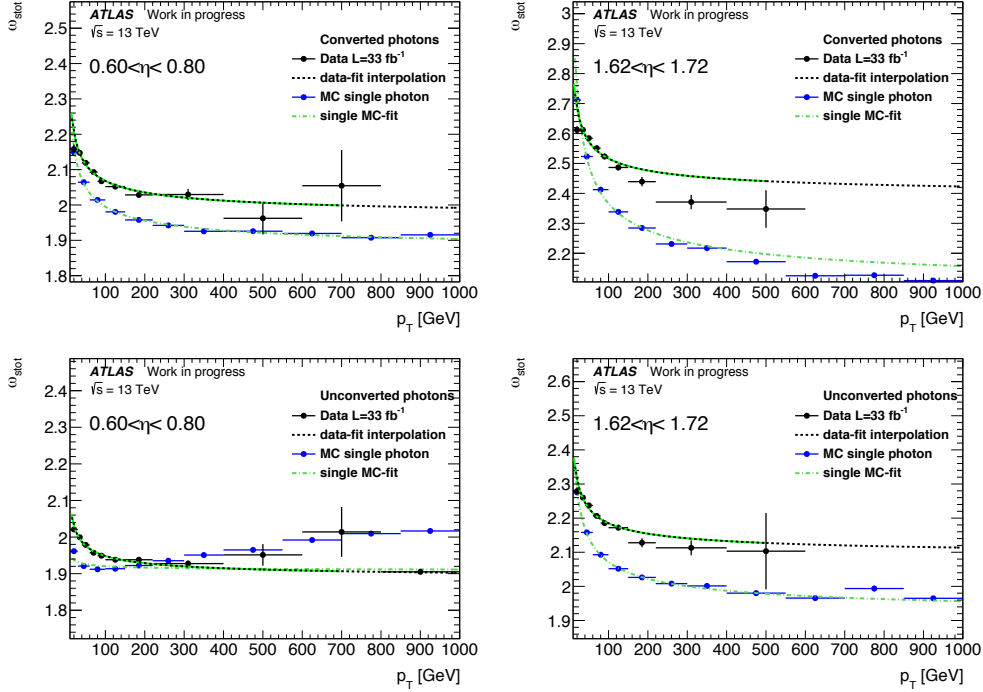 ω_stot
ATLAS Work in progress
√s = 13 TeV
0.60<η< 0.80
Converted photons
Data L=33 fb⁻¹
data-fit interpolation
MC single photon
single MC-fit
2.5
2.4
2.3
2.2
2.1
2
1.9
1.8
100 200 300 400 500 600 700 800 900 1000
p_T [GeV]
ω_stot
ATLAS Work in progress
√s = 13 TeV
1.62<η< 1.72
Converted photons
Data L=33 fb⁻¹
data-fit interpolation
MC single photon
single MC-fit
3
2.9
2.8
2.7
2.6
2.5
2.4
2.3
2.2
100 200 300 400 500 600 700 800 900 1000
p_T [GeV]
ω_stot
ATLAS Work in progress
√s = 13 TeV
0.60<η< 0.80
Unconverted photons
Data L=33 fb⁻¹
data-fit interpolation
MC single photon
single MC-fit
2.4
2.3
2.2
2.1
2
1.9
1.8
100 200 300 400 500 600 700 800 900 1000
p_T [GeV]
ω_stot
ATLAS Work in progress
√s = 13 TeV
1.62<η< 1.72
Unconverted photons
Data L=33 fb⁻¹
data-fit interpolation
MC single photon
single MC-fit
2.6
2.5
2.4
2.3
2.2
2.1
2
1.9
1.8
100 200 300 400 500 600 700 800 900 1000
p_T [GeV]